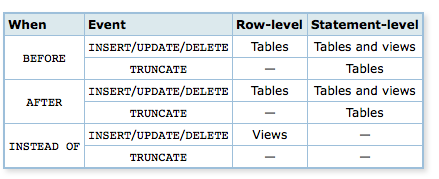 When Event Row-level Statement-level
BEFORE INSERT/UPDATE/DELETE Tables Tables and views
TRUNCATE — Tables
AFTER INSERT/UPDATE/DELETE Tables Tables and views
TRUNCATE — Tables
INSTEAD OF INSERT/UPDATE/DELETE Views —
TRUNCATE — —